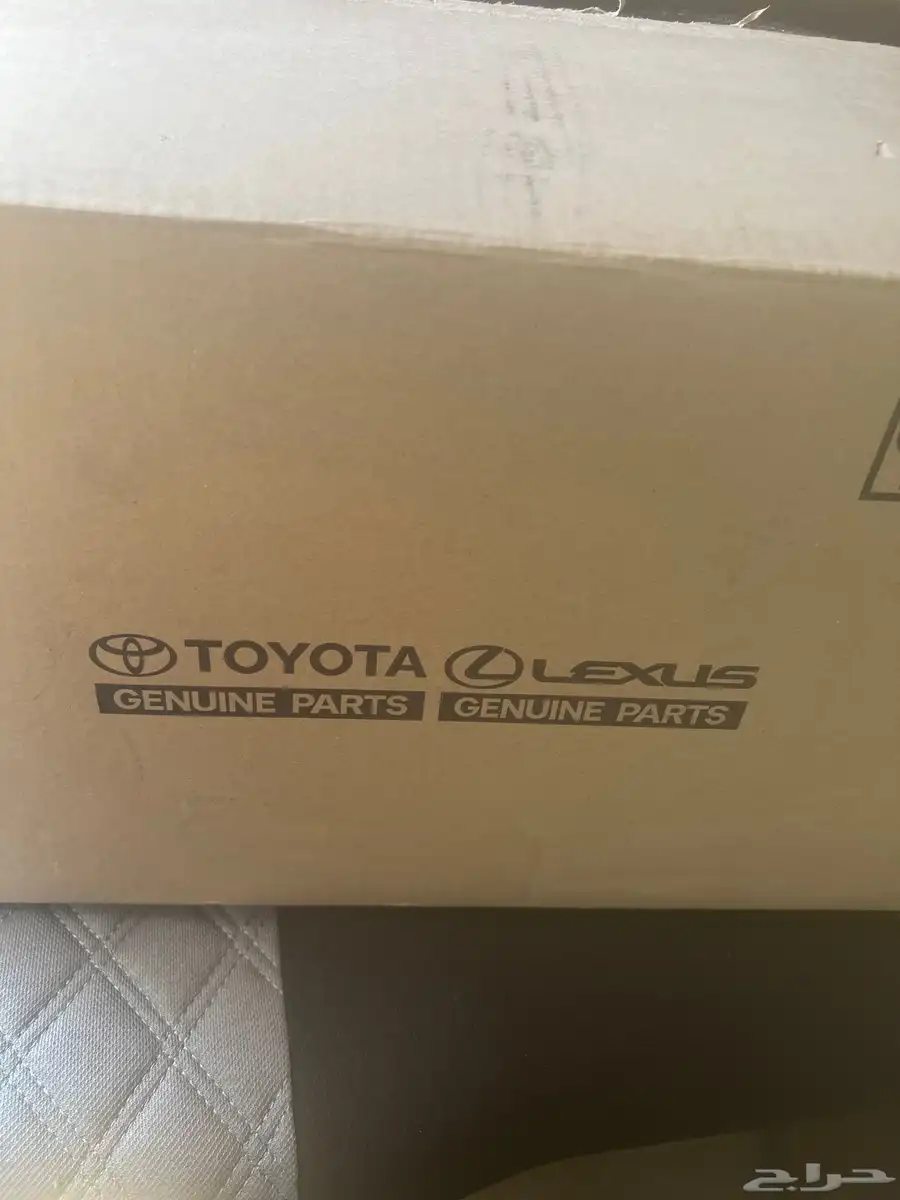 TOYOTA LEXUS
GENUINE PARTS GENUINE PARTS
حراج